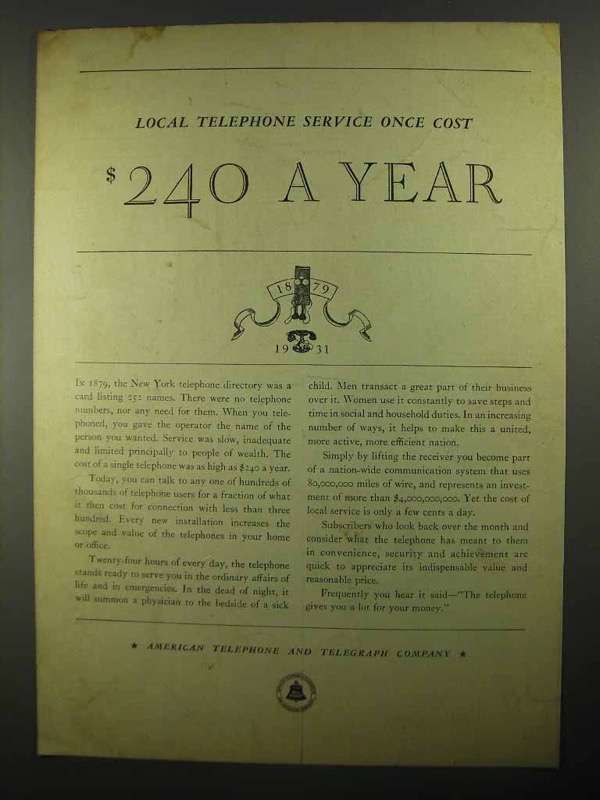 LOCAL TELEPHONE SERVICE ONCE COST
$240 A YEAR
1879
1931
In 1879, the New York telephone directory was a
card listing 252 names. There were no telephone
numbers, nor any need for them. When you tele-
phoned, you gave the operator the name of the
person you wanted. Service was slow, inadequate
and limited principally to people of wealth. The
cost of a single telephone was as high as $240 a year.
Today, you can talk to any one of hundreds of
thousands of telephone users for a fraction of what
it then cost for connection with less than three
hundred. Every new installation increases the
scope and value of the telephones in your home
or office.
Twenty-four hours of every day, the telephone
stands ready to serve you in the ordinary affairs of
life and in emergencies. In the dead of night, it
will summon a physician to the bedside of a sick
child. Men transact a great part of their business
over it. Women use it constantly to save steps and
time in social and household duties. In an increasing
number of ways, it helps to make this a united,
more active, more efficient nation.
Simply by lifting the receiver you become part
of a nation-wide communication system that uses
80,000,000 miles of wire, and represents an invest-
ment of more than $4,000,000,000. Yet the cost of
local service is only a few cents a day.
Subscribers who look back over the month and
consider what the telephone has meant to them
in convenience, security and achievement are
quick to appreciate its indispensable value and
reasonable price.
Frequently you hear it said—"The telephone
gives you a lot for your money."
★ AMERICAN TELEPHONE AND TELEGRAPH COMPANY ★